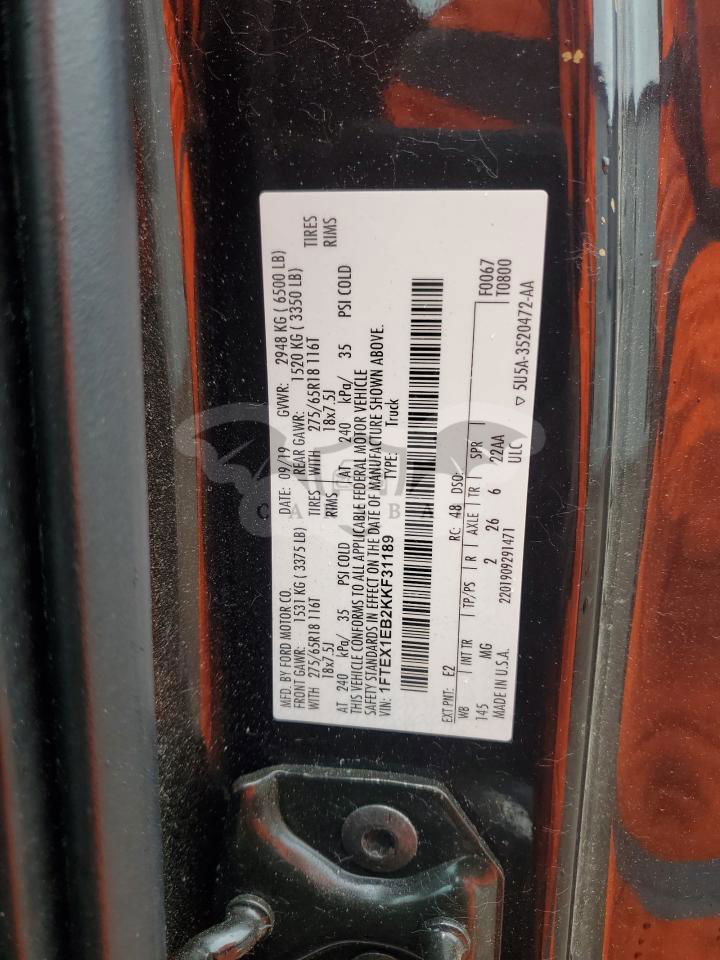 MFD. BY FORD MOTOR CO.
DATE: 09/19 GVWR: 2948 KG ( 6500 LB)
FRONT GAWR: 1531 KG ( 3375 LB) REAR GAWR: 1520 KG ( 3350 LB)
WITH 275/65R18 116T TIRES WITH 275/65R18 116T TIRES
18x7.5J RIMS 18x7.5J RIMS
AT 240 kPa/ 35 PSI COLD AT 240 kPa/ 35 PSI COLD
THIS VEHICLE CONFORMS TO ALL APPLICABLE FEDERAL MOTOR VEHICLE
SAFETY STANDARDS IN EFFECT ON THE DATE OF MANUFACTURE SHOWN ABOVE.
VIN: 1FTEX1EB2KKF31189 TYPE: Truck
EXT PNT: E2 RC: 48 DSO: F0067
WB INT TR TP/PS R AXLE TR SPR T0800
145 MG 2 26 6 22AA
MADE IN U.S.A. 2201909291471 ULC ▽ 5U5A-3520472-AA